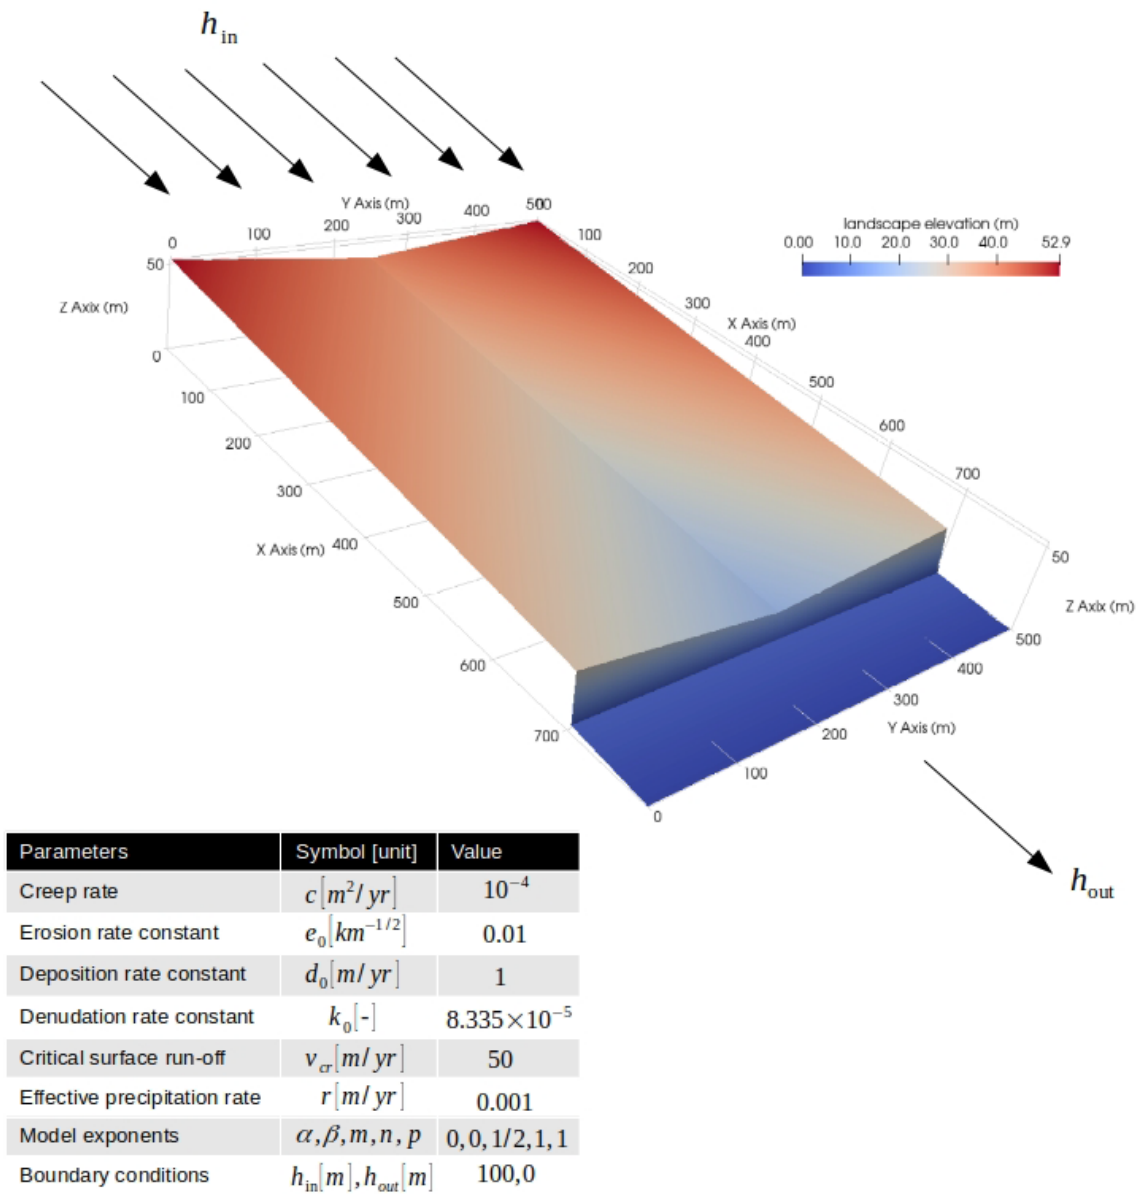 h_in
Y Axis (m)
0 100 200 300 400 500
50
Z Axix (m)
0
100
200
300
X Axis (m) 400
500
600
700
100
200
300
X Axis (m)
400
500
600
700
50
Z Axix (m)
500
400
300
Y Axis (m)
200
100
0
landscape elevation (m)
0.00 10.0 20.0 30.0 40.0 52.9
h_out
Parameters Symbol [unit] Value
Creep rate c[m²/yr] 10⁻⁴
Erosion rate constant e₀[km⁻¹/²] 0.01
Deposition rate constant d₀[m/yr] 1
Denudation rate constant k₀[-] 8.335×10⁻⁵
Critical surface run-off v_cr[m/yr] 50
Effective precipitation rate r[m/yr] 0.001
Model exponents α,β,m,n,p 0,0,1/2,1,1
Boundary conditions h_in[m],h_out[m] 100,0